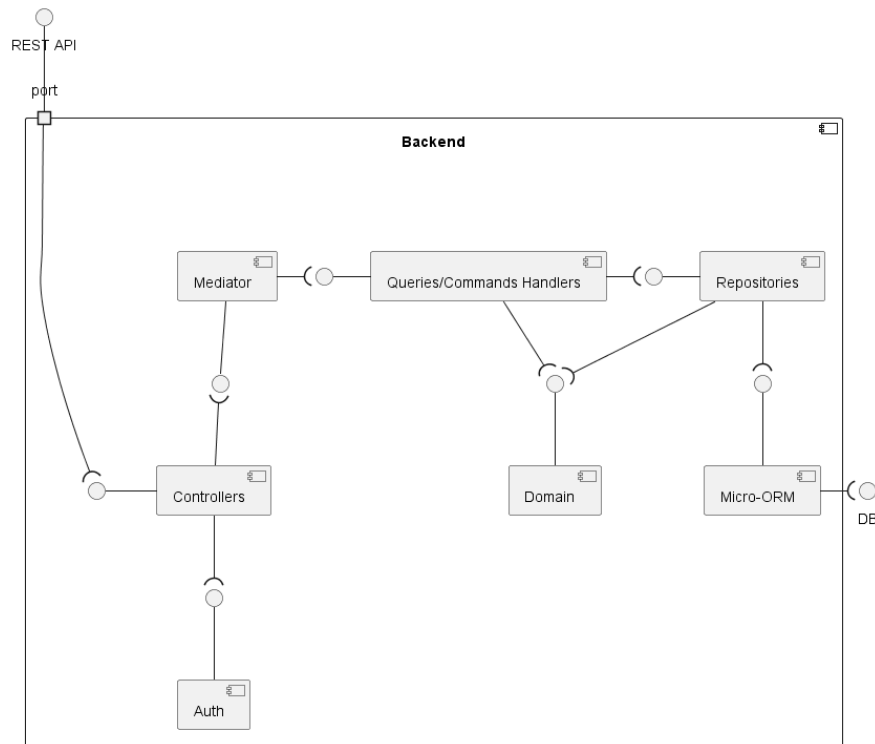 REST API
port
Backend
Mediator
Queries/Commands Handlers
Repositories
Controllers
Domain
Micro-ORM
DB
Auth